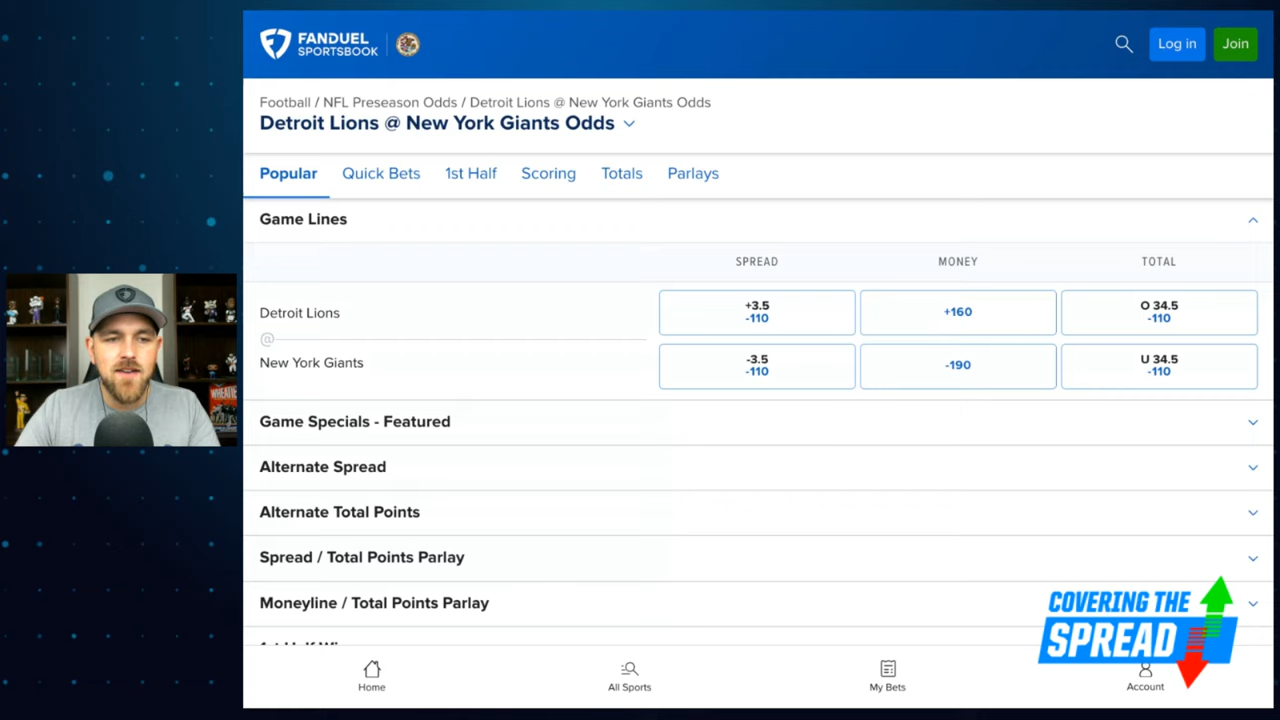 FANDUEL
SPORTSBOOK
Log in
Join
Football / NFL Preseason Odds / Detroit Lions @ New York Giants Odds
Detroit Lions @ New York Giants Odds
Popular
Quick Bets
1st Half
Scoring
Totals
Parlays
Game Lines
SPREAD
MONEY
TOTAL
Detroit Lions
+3.5
-110
+160
O 34.5
-110
@
New York Giants
-3.5
-110
-190
U 34.5
-110
Game Specials - Featured
Alternate Spread
Alternate Total Points
Spread / Total Points Parlay
Moneyline / Total Points Parlay
COVERING THE
SPREAD
Home
All Sports
My Bets
Account
WHEATIES